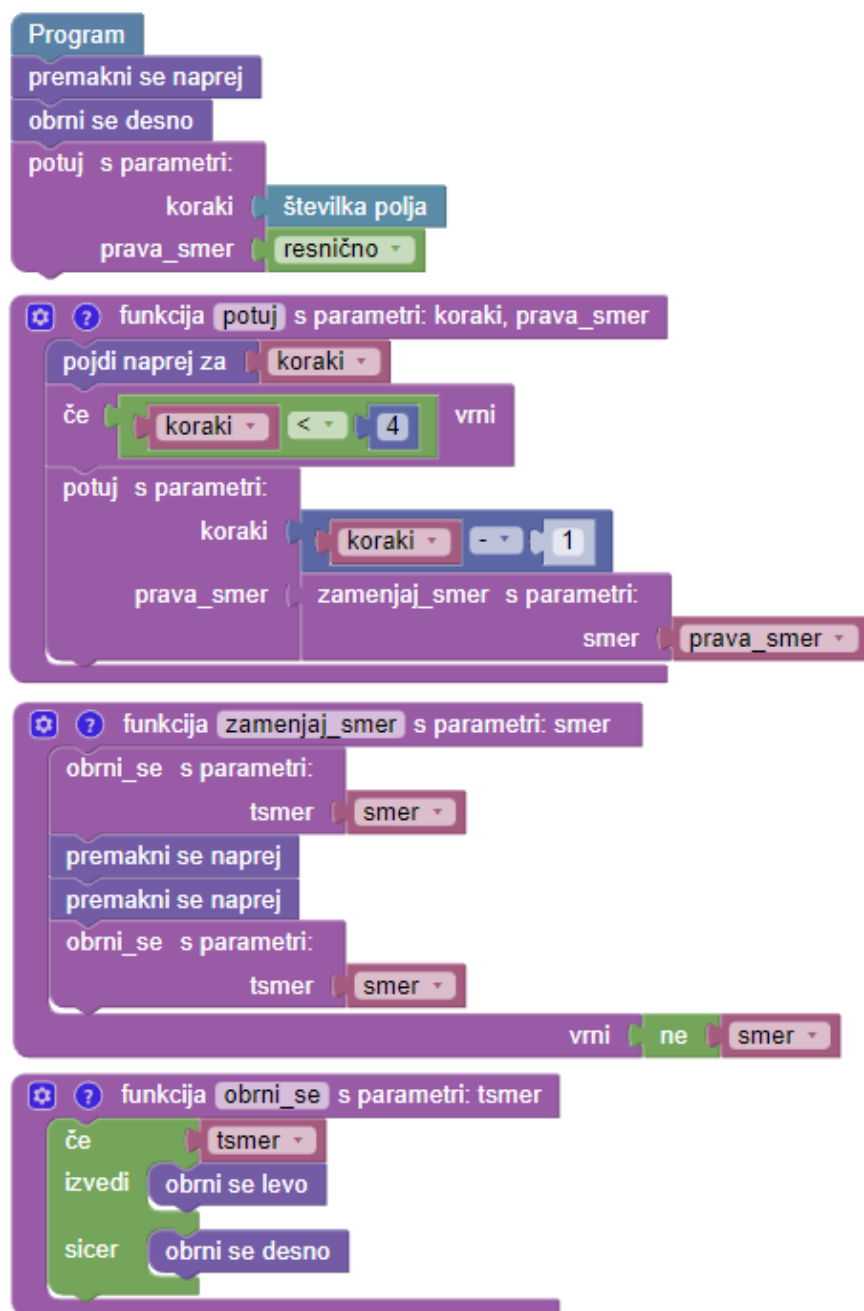 Program
premakni se naprej
obrni se desno
potuj s parametri:
koraki številka polja
prava_smer resnično
? funkcija potuj s parametri: koraki, prava_smer
pojdi naprej za koraki
če koraki < 4 vrni
potuj s parametri:
koraki koraki - 1
prava_smer zamenjaj_smer s parametri:
smer prava_smer
? funkcija zamenjaj_smer s parametri: smer
obrni_se s parametri:
tsmer smer
premakni se naprej
premakni se naprej
obrni_se s parametri:
tsmer smer
vrni ne smer
? funkcija obrni_se s parametri: tsmer
če tsmer
izvedi obrni se levo
sicer obrni se desno